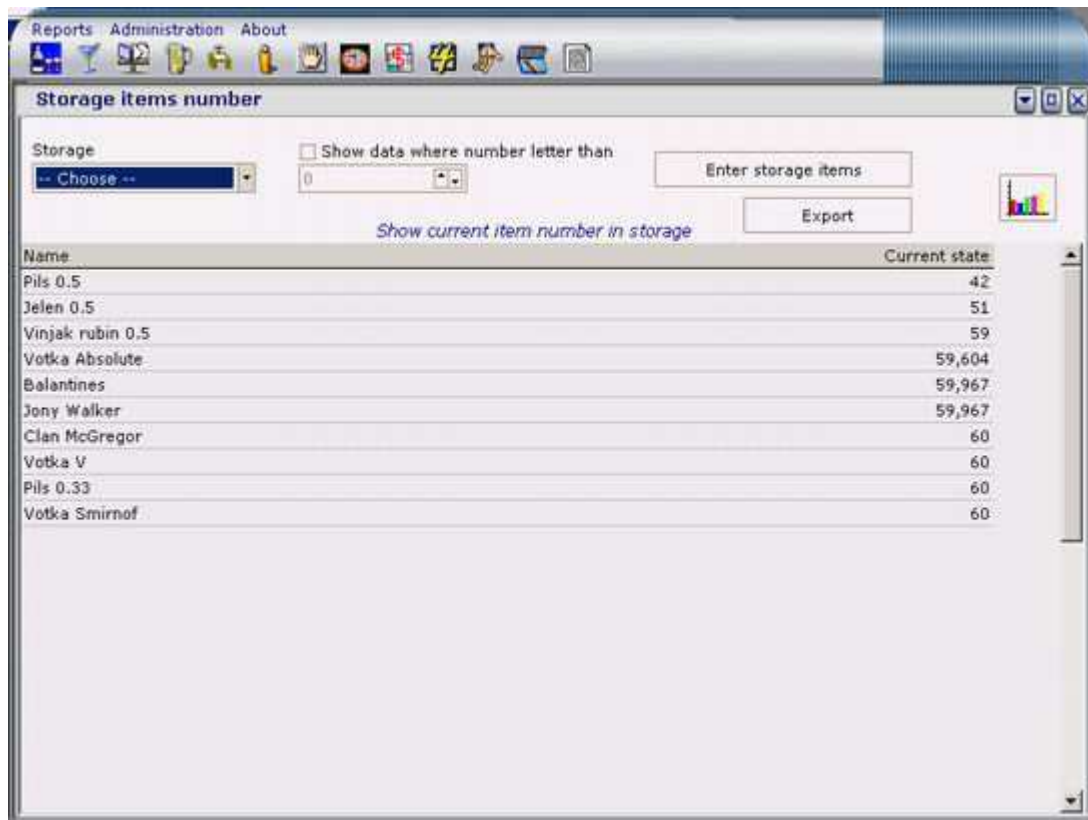 Reports Administration About
Storage items number
Storage
Show data where number letter than
-- Choose --
0
Enter storage items
Export
Show current item number in storage
Name Current state
Pils 0.5 42
Jelen 0.5 51
Vinjak rubin 0.5 59
Votka Absolute 59,604
Balantines 59,967
Jony Walker 59,967
Clan McGregor 60
Votka V 60
Pils 0.33 60
Votka Smirnof 60